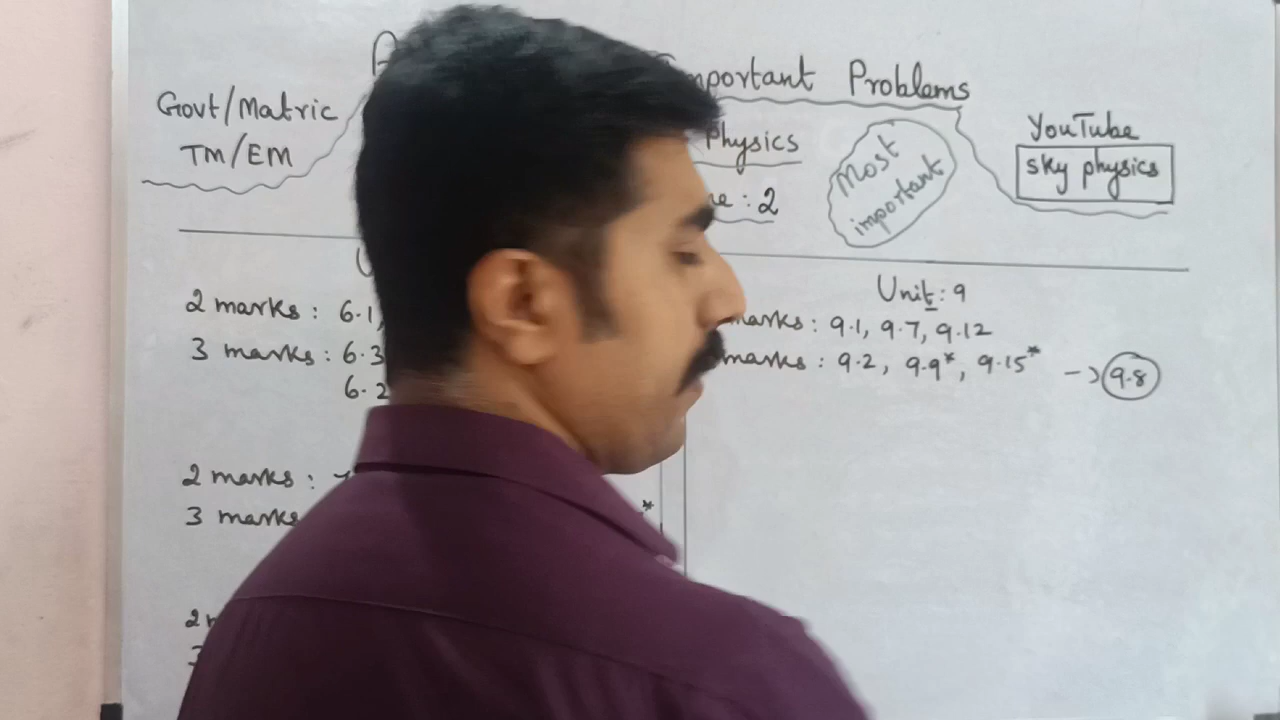 Important Problems
Govt/Matric
TM/EM
Physics
: 2
Most
important
YouTube
sky physics
2 marks : 6.1,
3 marks : 6.3
6.2
2 marks :
3 marks
*
Unit : 9
marks : 9.1, 9.7, 9.12
marks : 9.2, 9.9*, 9.15* -> 9.8